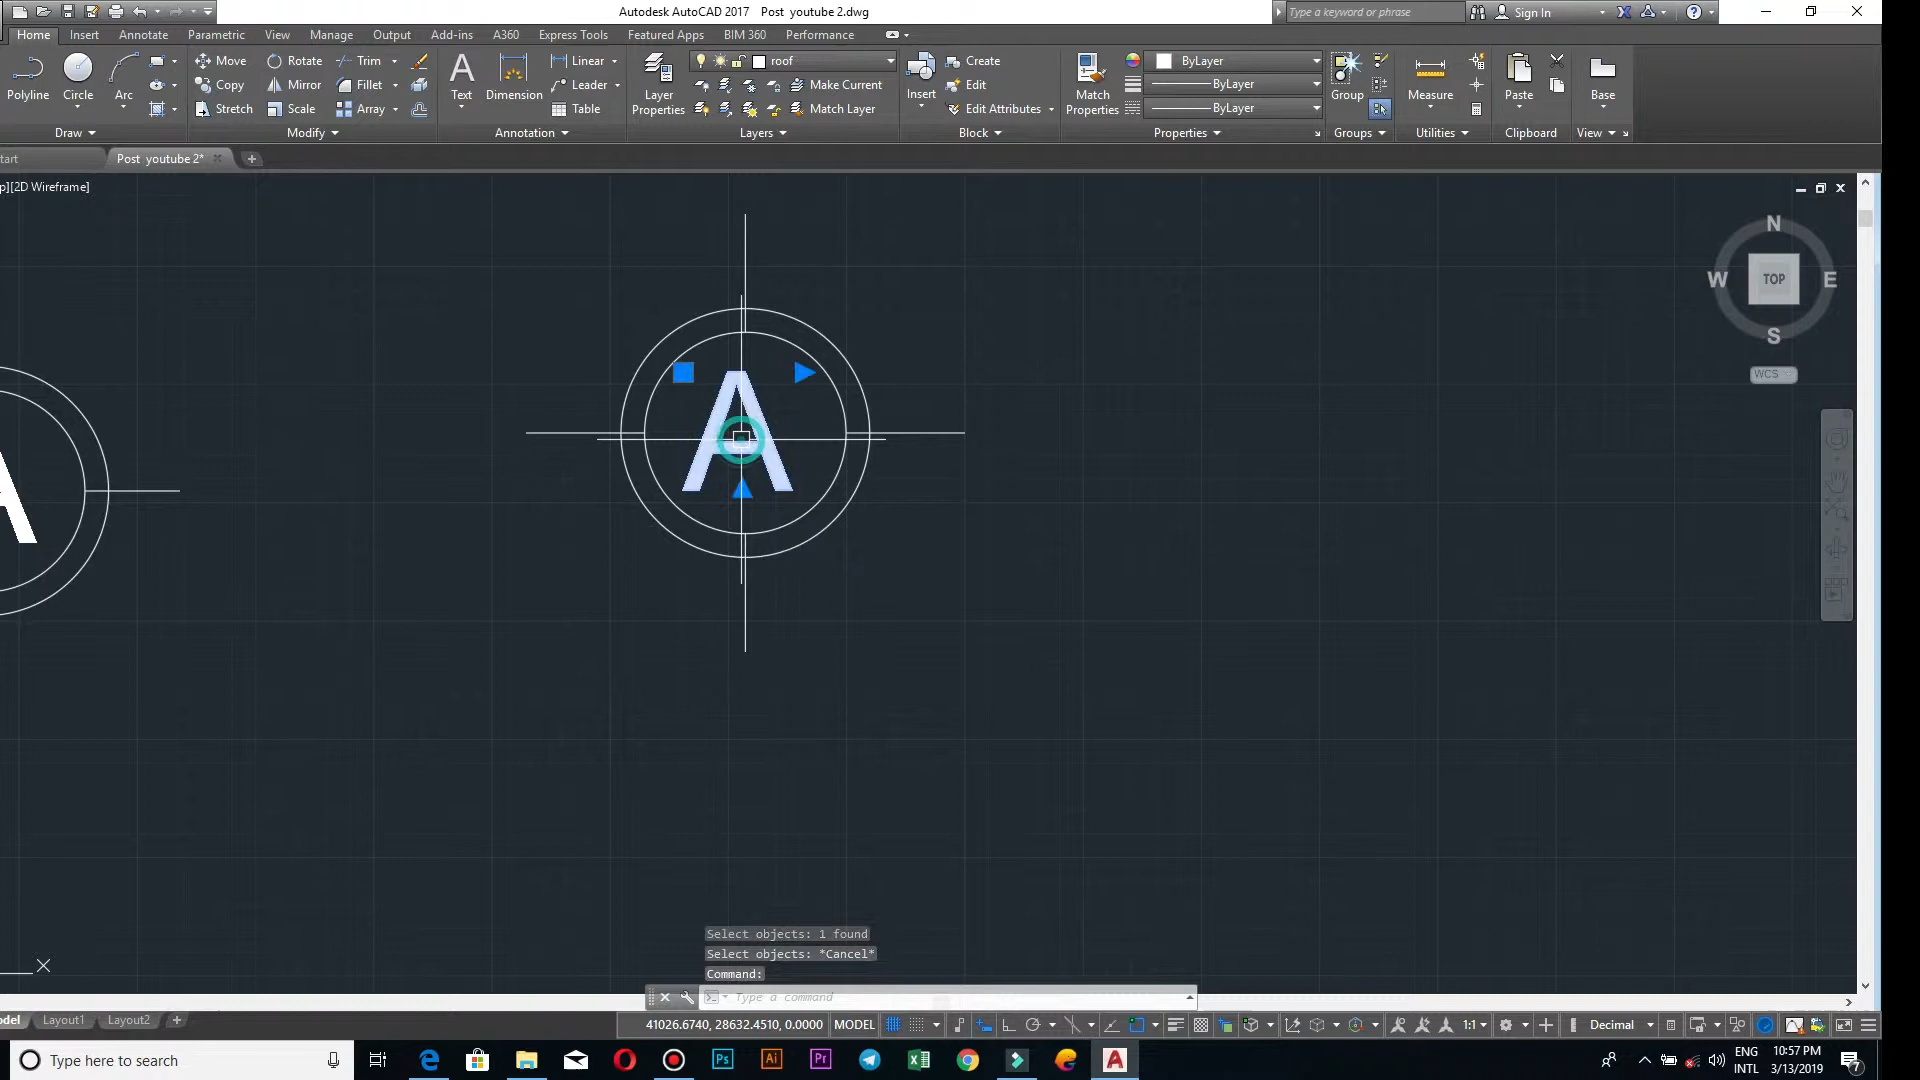 Autodesk AutoCAD 2017 Post youtube 2.dwg
Type a keyword or phrase
Sign In
Home Insert Annotate Parametric View Manage Output Add-ins A360 Express Tools Featured Apps BIM 360 Performance
Polyline
Circle
Arc
Move
Rotate
Trim
Copy
Mirror
Fillet
Stretch
Scale
Array
Text
Dimension
Linear
Leader
Table
Layer
Properties
roof
Make Current
Match Layer
Insert
Create
Edit
Edit Attributes
Match
Properties
ByLayer
ByLayer
ByLayer
Group
Measure
Paste
Base
Draw
Modify
Annotation
Layers
Block
Properties
Groups
Utilities
Clipboard
View
tart
Post youtube 2*
p][2D Wireframe]
N
W
TOP
E
S
WCS
A
A
Select objects: 1 found
Select objects: *Cancel*
Command:
Type a command
odel
Layout1
Layout2
41026.6740, 28632.4510, 0.0000
MODEL
1:1
Decimal
Type here to search
Ps
Ai
Pr
ENG
INTL
10:57 PM
3/13/2019
7